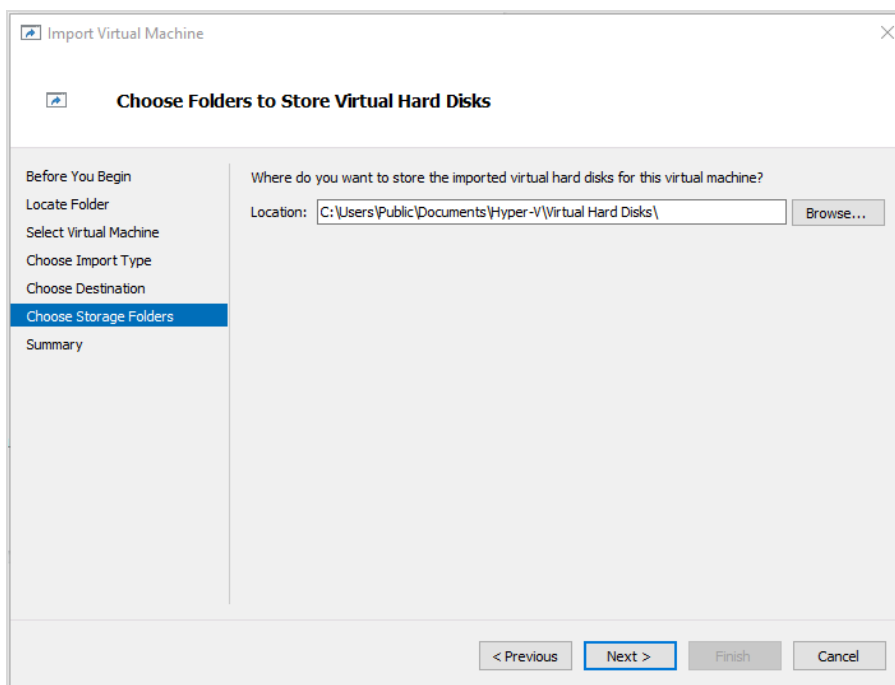 Import Virtual Machine
Choose Folders to Store Virtual Hard Disks
Before You Begin
Locate Folder
Select Virtual Machine
Choose Import Type
Choose Destination
Choose Storage Folders
Summary
Where do you want to store the imported virtual hard disks for this virtual machine?
Location: C:\Users\Public\Documents\Hyper-V\Virtual Hard Disks\ Browse...
< Previous Next > Finish Cancel